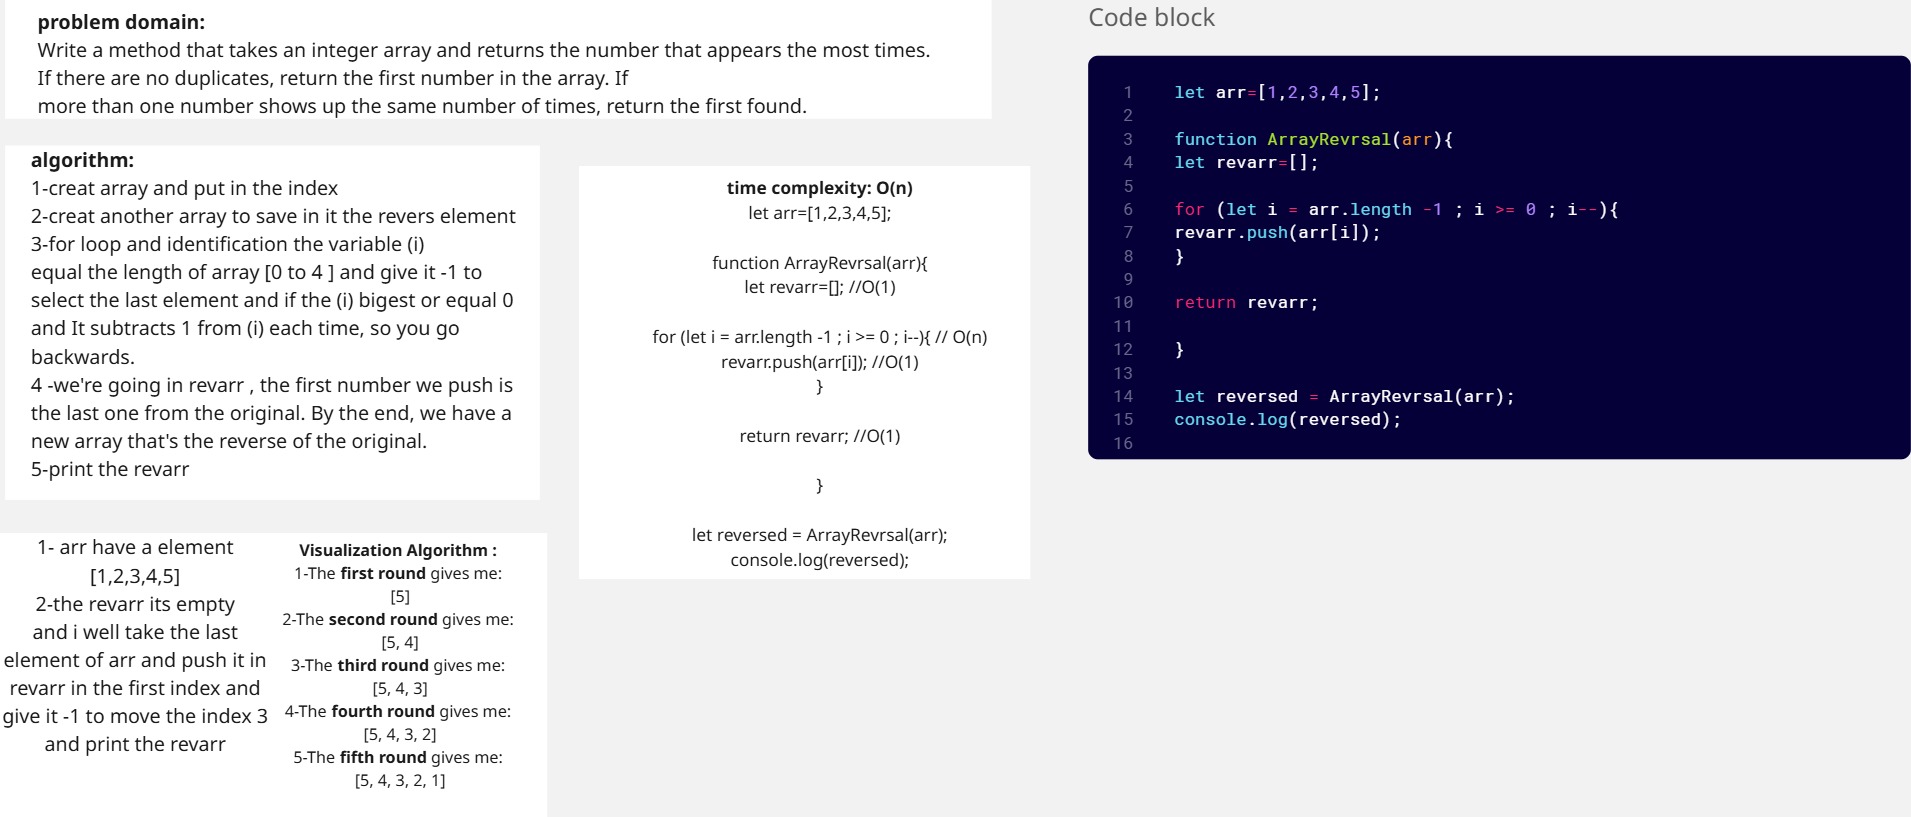 problem domain:
Write a method that takes an integer array and returns the number that appears the most times.
If there are no duplicates, return the first number in the array. If
more than one number shows up the same number of times, return the first found.
algorithm:
1-creat array and put in the index
2-creat another array to save in it the revers element
3-for loop and identification the variable (i)
equal the length of array [0 to 4 ] and give it -1 to
select the last element and if the (i) bigest or equal 0
and It subtracts 1 from (i) each time, so you go
backwards.
4 -we're going in revarr , the first number we push is
the last one from the original. By the end, we have a
new array that's the reverse of the original.
5-print the revarr
1- arr have a element
[1,2,3,4,5]
2-the revarr its empty
and i well take the last
element of arr and push it in
revarr in the first index and
give it -1 to move the index 3
and print the revarr
Visualization Algorithm :
1-The first round gives me:
[5]
2-The second round gives me:
[5, 4]
3-The third round gives me:
[5, 4, 3]
4-The fourth round gives me:
[5, 4, 3, 2]
5-The fifth round gives me:
[5, 4, 3, 2, 1]
time complexity: O(n)
let arr=[1,2,3,4,5];
function ArrayRevrsal(arr){
let revarr=[]; //O(1)
for (let i = arr.length -1 ; i >= 0 ; i--){ // O(n)
revarr.push(arr[i]); //O(1)
}
return revarr; //O(1)
}
let reversed = ArrayRevrsal(arr);
console.log(reversed);
Code block
1 let arr=[1,2,3,4,5];
2
3 function ArrayRevrsal(arr){
4 let revarr=[];
5
6 for (let i = arr.length -1 ; i >= 0 ; i--){
7 revarr.push(arr[i]);
8 }
9
10 return revarr;
11
12 }
13
14 let reversed = ArrayRevrsal(arr);
15 console.log(reversed);
16